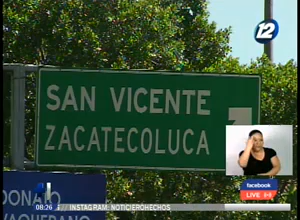 12
SAN VICENTE
ZACATECOLUCA
facebook
LIVE
08:26
INSTAGRAM: NOTICIEROHECHOS